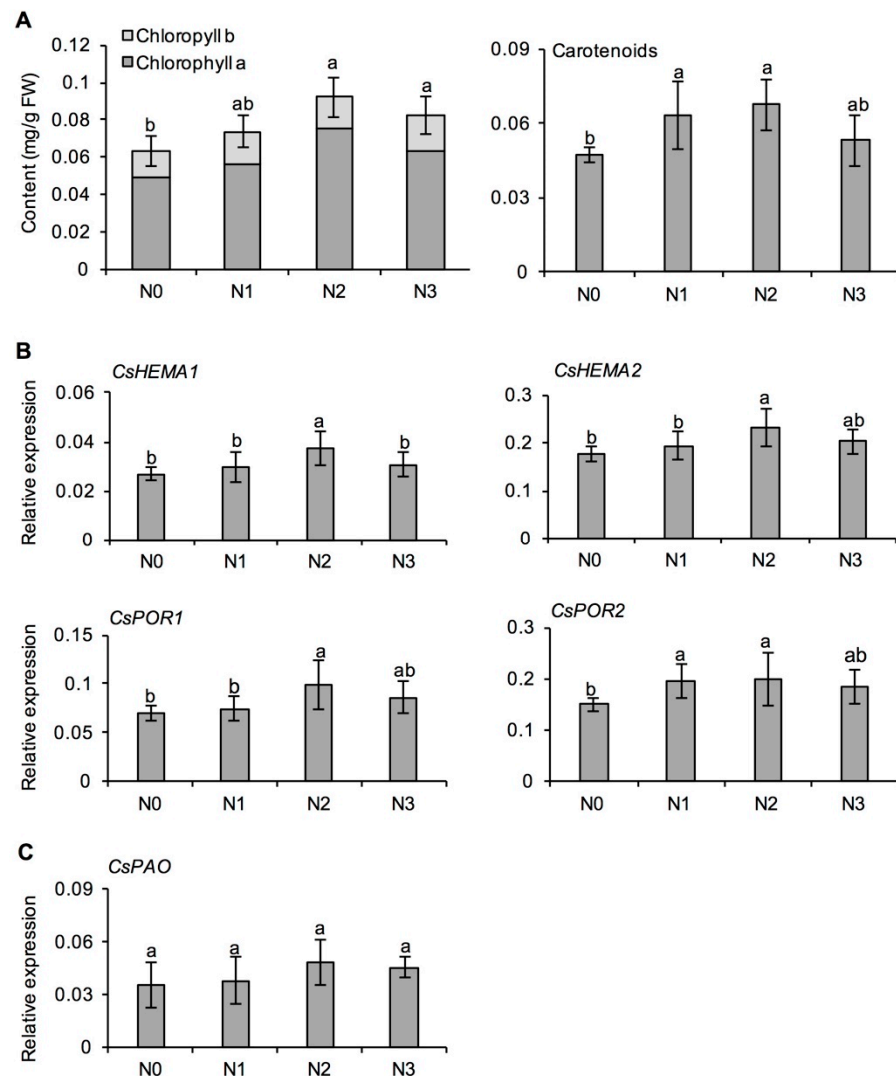 A
Chloropyll b
Chlorophyll a
Content (mg/g FW)
0.12
0.1
0.08
0.06
0.04
0.02
0
b
ab
a
a
N0
N1
N2
N3
Carotenoids
0.09
0.06
0.03
0
b
a
a
ab
N0
N1
N2
N3
B
CsHEMA1
Relative expression
0.06
0.04
0.02
0
b
b
a
b
N0
N1
N2
N3
CsHEMA2
0.3
0.2
0.1
0
b
b
a
ab
N0
N1
N2
N3
CsPOR1
Relative expression
0.15
0.1
0.05
0
b
b
a
ab
N0
N1
N2
N3
CsPOR2
0.3
0.2
0.1
0
b
a
a
ab
N0
N1
N2
N3
C
CsPAO
Relative expression
0.09
0.06
0.03
0
a
a
a
a
N0
N1
N2
N3